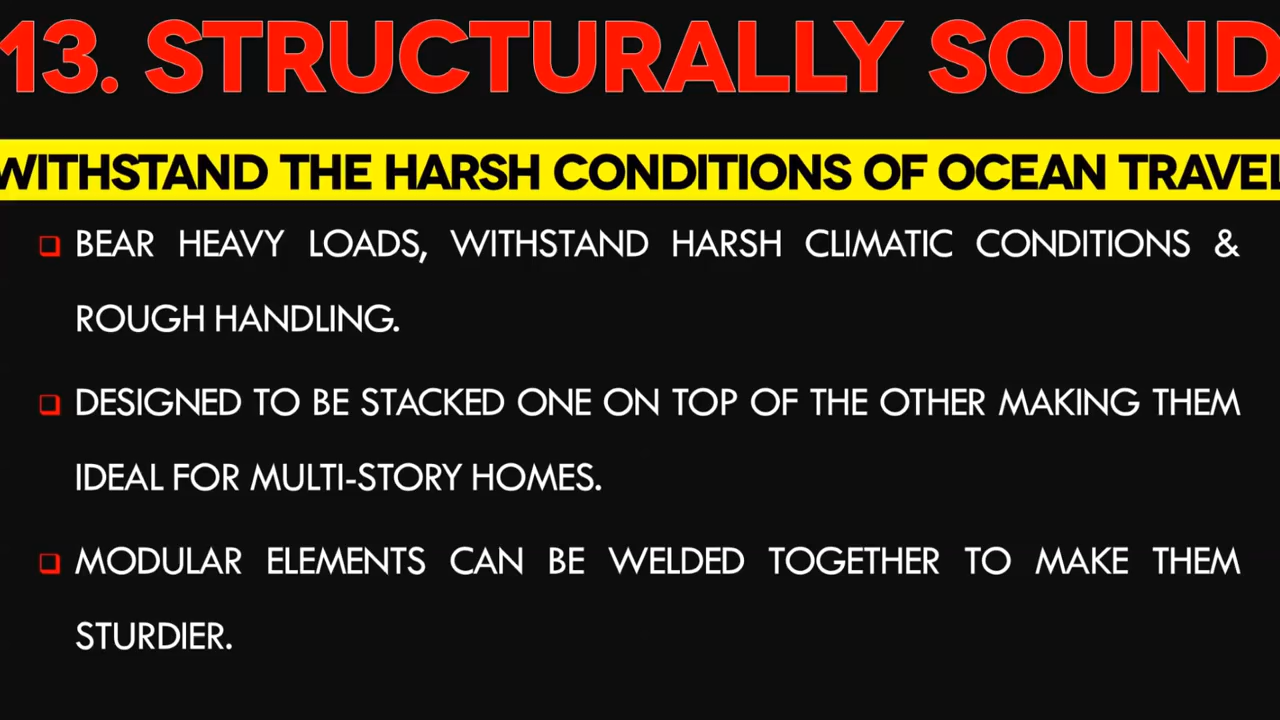 13. STRUCTURALLY SOUND
WITHSTAND THE HARSH CONDITIONS OF OCEAN TRAVEL
BEAR HEAVY LOADS, WITHSTAND HARSH CLIMATIC CONDITIONS &
ROUGH HANDLING.
DESIGNED TO BE STACKED ONE ON TOP OF THE OTHER MAKING THEM
IDEAL FOR MULTI-STORY HOMES.
MODULAR ELEMENTS CAN BE WELDED TOGETHER TO MAKE THEM
STURDIER.